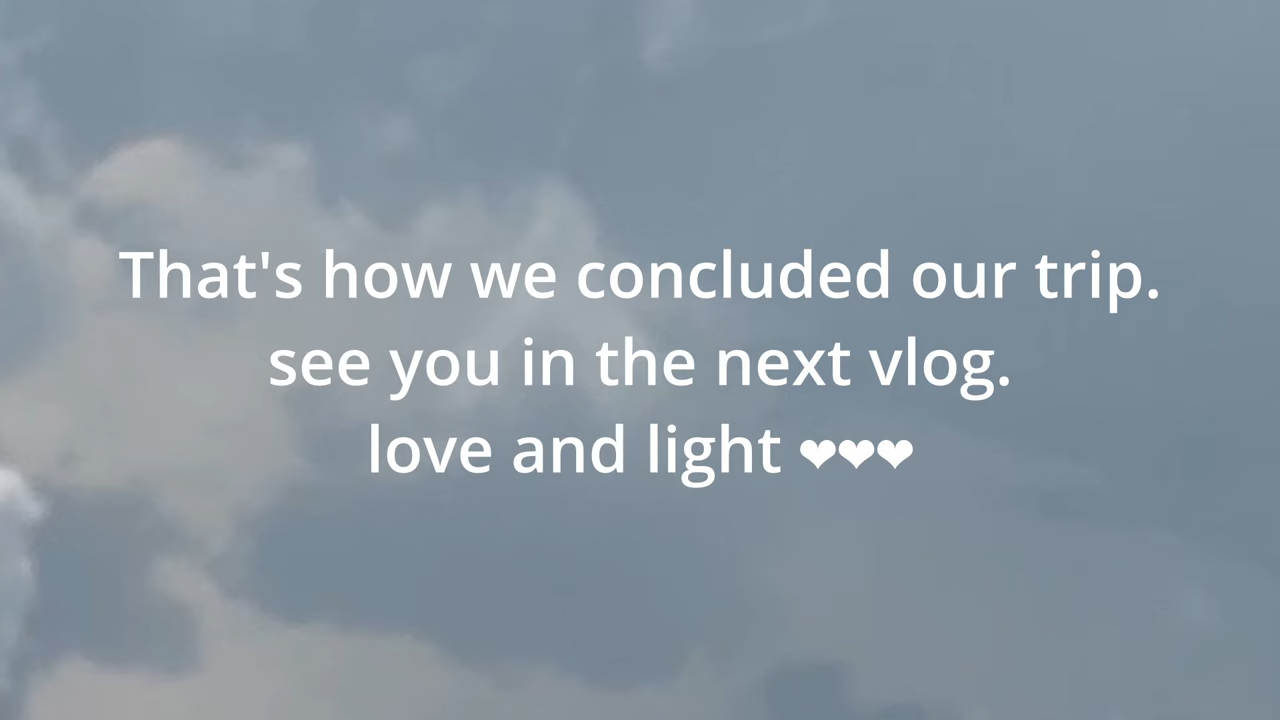 That's how we concluded our trip.
see you in the next vlog.
love and light ❤❤❤